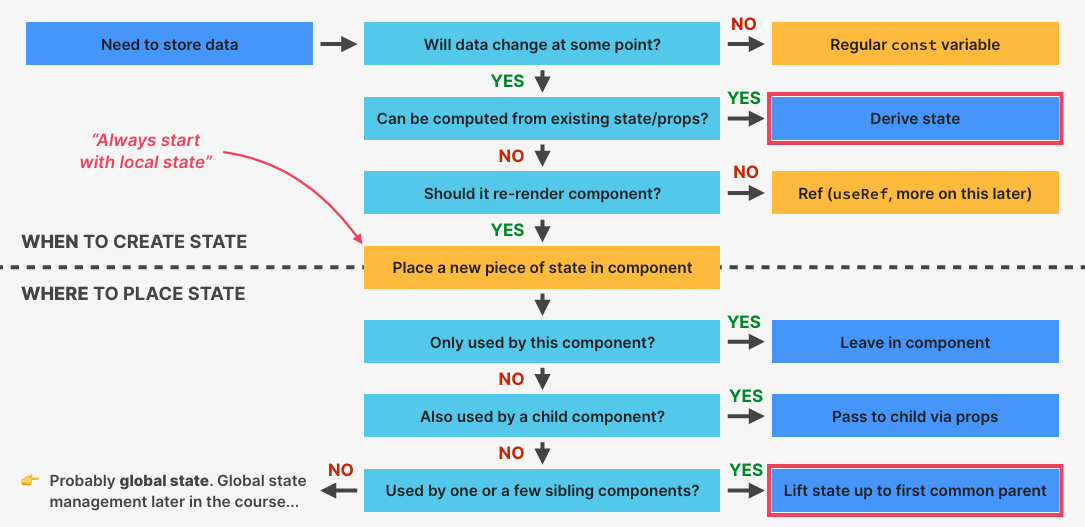 Need to store data
Will data change at some point?
NO
Regular const variable
YES
Can be computed from existing state/props?
YES
Derive state
NO
“Always start
with local state”
Should it re-render component?
NO
Ref (useRef, more on this later)
YES
WHEN TO CREATE STATE
Place a new piece of state in component
WHERE TO PLACE STATE
Only used by this component?
YES
Leave in component
NO
Also used by a child component?
YES
Pass to child via props
NO
Used by one or a few sibling components?
YES
Lift state up to first common parent
NO
👉 Probably global state. Global state
management later in the course...